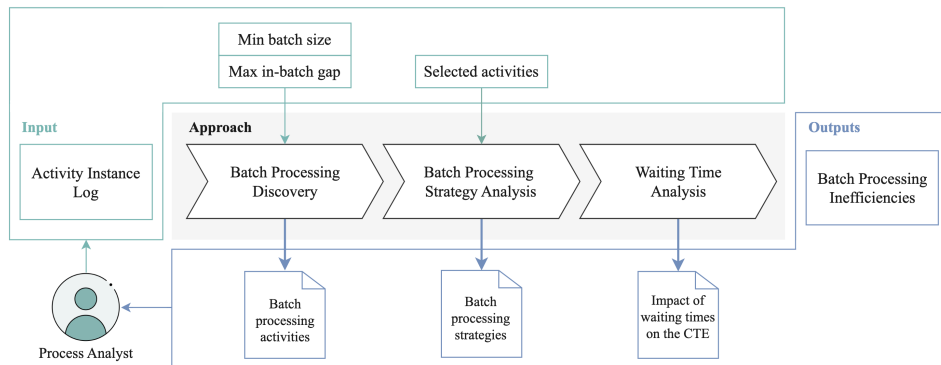 Min batch size
Max in-batch gap
Selected activities
Input
Approach
Outputs
Activity Instance
Log
Batch Processing
Discovery
Batch Processing
Strategy Analysis
Waiting Time
Analysis
Batch Processing
Inefficiencies
Batch
processing
activities
Batch
processing
strategies
Impact of
waiting times
on the CTE
Process Analyst